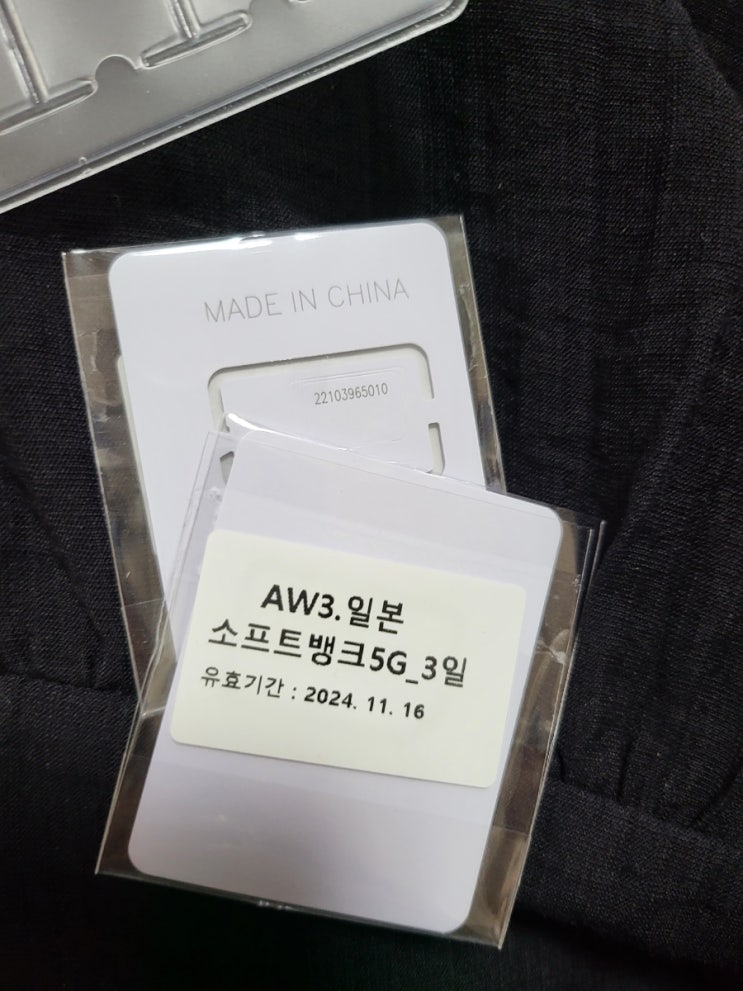 MADE IN CHINA
22103965010
AW3.일본
소프트뱅크5G_3일
유효기간 : 2024. 11. 16